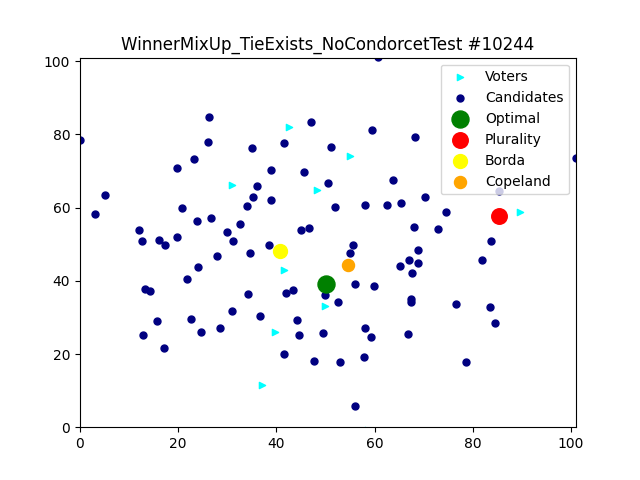 WinnerMixUp_TieExists_NoCondorcetTest #10244
Voters
Candidates
Optimal
Plurality
Borda
Copeland
100
80
60
40
20
0
0 20 40 60 80 100